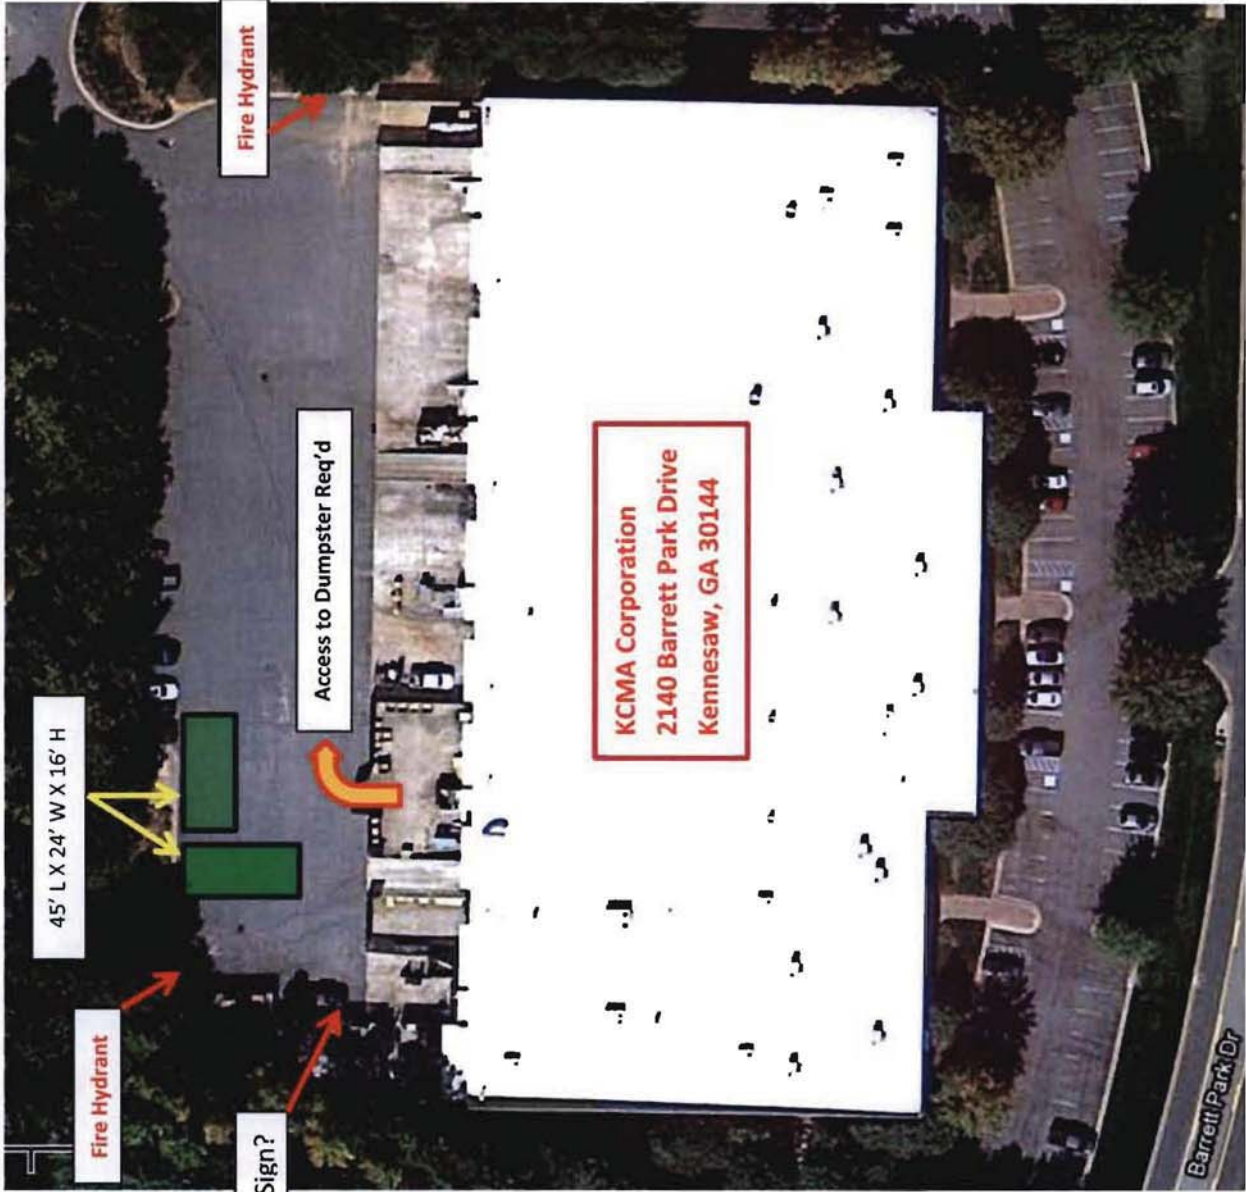 Fire Hydrant
45' L X 24' W X 16' H
Fire Hydrant
Sign?
Access to Dumpster Req'd
KCMA Corporation
2140 Barrett Park Drive
Kennesaw, GA 30144
Barrett Park Dr